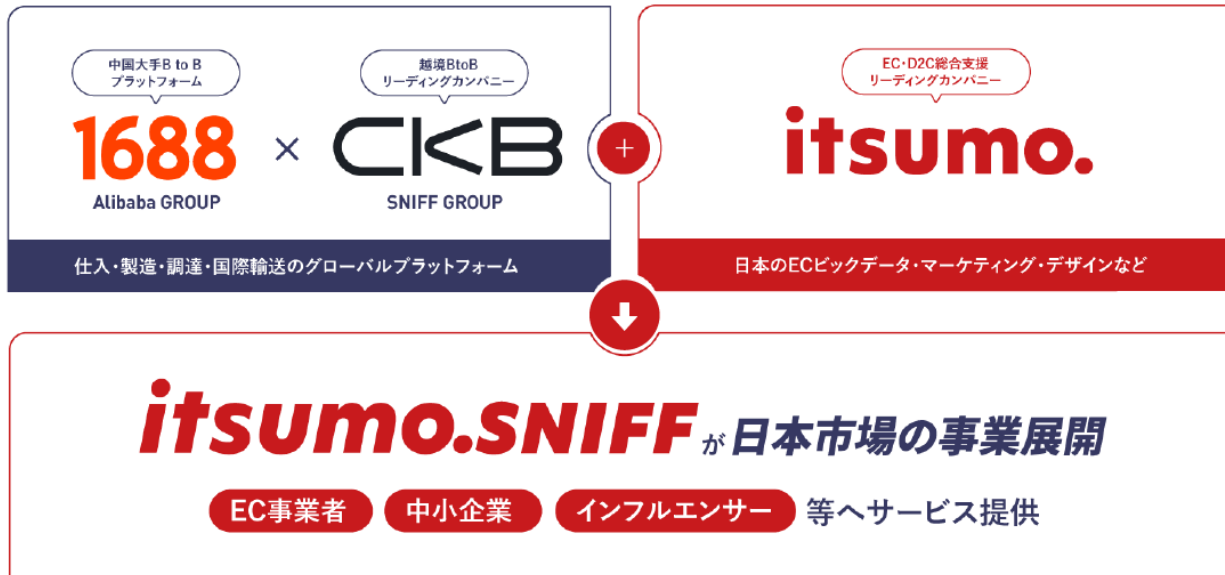 中国大手B to B
プラットフォーム
越境BtoB
リーディングカンパニー
EC・D2C総合支援
リーディングカンパニー
1688 × CKB
+
itsumo.
Alibaba GROUP
SNIFF GROUP
仕入・製造・調達・国際輸送のグローバルプラットフォーム
日本のECビックデータ・マーケティング・デザインなど
itsumo.SNIFFが日本市場の事業展開
EC事業者 中小企業 インフルエンサー 等へサービス提供